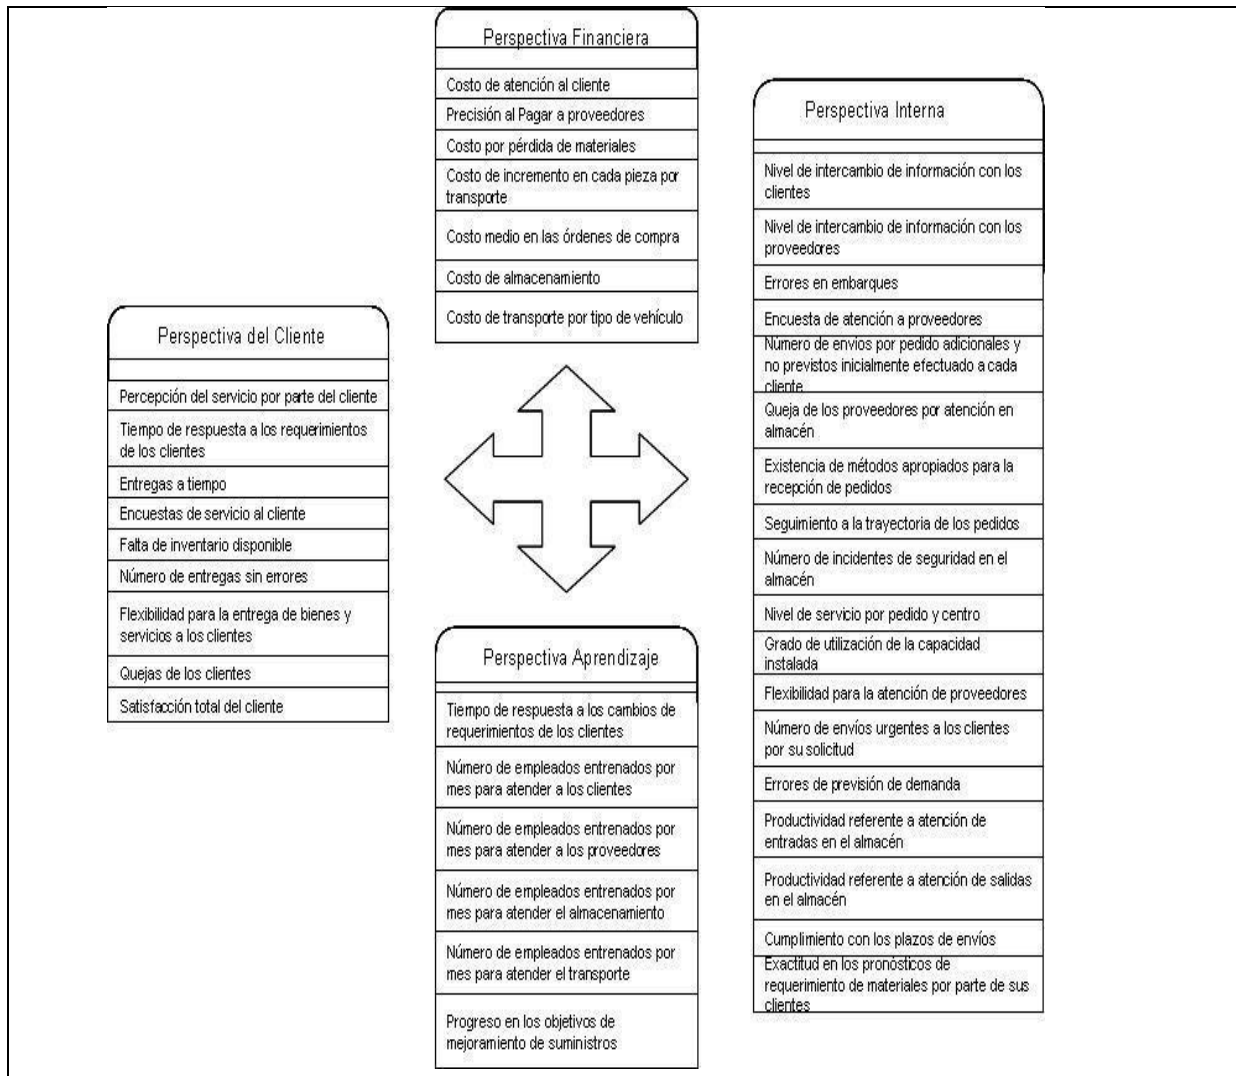 Perspectiva Financiera
Costo de atención al cliente
Precisión al Pagar a proveedores
Costo por pérdida de materiales
Costo de incremento en cada pieza por
transporte
Costo medio en las órdenes de compra
Costo de almacenamiento
Costo de transporte por tipo de vehículo
Perspectiva del Cliente
Percepción del servicio por parte del cliente
Tiempo de respuesta a los requerimientos
de los clientes
Entregas a tiempo
Encuestas de servicio al cliente
Falta de inventario disponible
Número de entregas sin errores
Flexibilidad para la entrega de bienes y
servicios a los clientes
Quejas de los clientes
Satisfacción total del cliente
Perspectiva Aprendizaje
Tiempo de respuesta a los cambios de
requerimientos de los clientes
Número de empleados entrenados por
mes para atender a los clientes
Número de empleados entrenados por
mes para atender a los proveedores
Número de empleados entrenados por
mes para atender el almacenamiento
Número de empleados entrenados por
mes para atender el transporte
Progreso en los objetivos de
mejoramiento de suministros
Perspectiva Interna
Nivel de intercambio de información con los
clientes
Nivel de intercambio de información con los
proveedores
Errores en embarques
Encuesta de atención a proveedores
Número de envíos por pedido adicionales y
no previstos inicialmente efectuado a cada
cliente
Queja de los proveedores por atención en
almacén
Existencia de métodos apropiados para la
recepción de pedidos
Seguimiento a la trayectoria de los pedidos
Número de incidentes de seguridad en el
almacén
Nivel de servicio por pedido y centro
Grado de utilización de la capacidad
instalada
Flexibilidad para la atención de proveedores
Número de envíos urgentes a los clientes
por su solicitud
Errores de previsión de demanda
Productividad referente a atención de
entradas en el almacén
Productividad referente a atención de salidas
en el almacén
Cumplimiento con los plazos de envíos
Exactitud en los pronósticos de
requerimiento de materiales por parte de sus
clientes